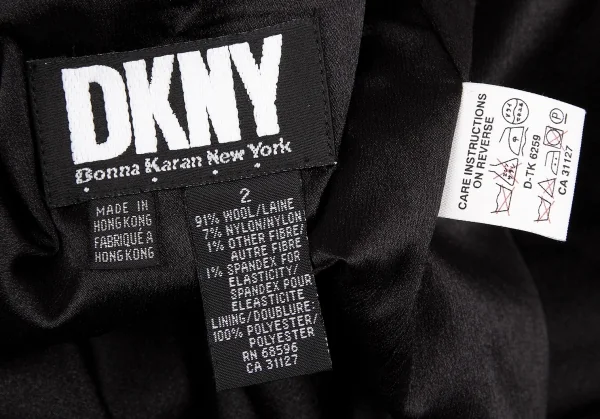 DKNY
Donna Karan New York
MADE IN
HONG KONG
FABRIQUÉ À
HONG KONG
2
91% WOOL/LAINE
7% NYLON/NYLON
1% OTHER FIBRE/
AUTRE FIBRE
1% SPANDEX FOR
ELASTICITY/
SPANDEX POUR
ELEASTICITE
LINING/DOUBLURE:
100% POLYESTER/
POLYESTER
RN 68596
CA 31127
CARE INSTRUCTIONS
ON REVERSE
D-TK 6259
CA 31127